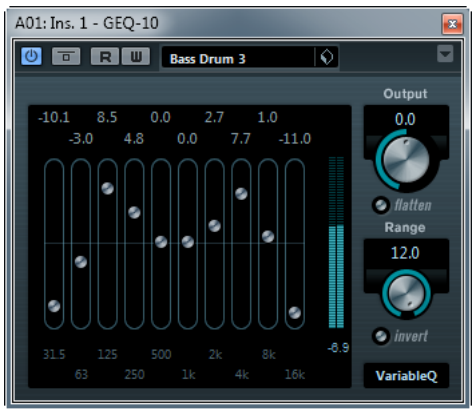 A01: Ins. 1 - GEQ-10
R W Bass Drum 3
Output
0.0
flatten
Range
12.0
invert
VariableQ
-10.1 8.5 0.0 2.7 1.0
-3.0 4.8 0.0 7.7 -11.0
31.5 125 500 2k 8k
63 250 1k 4k 16k
-6.9